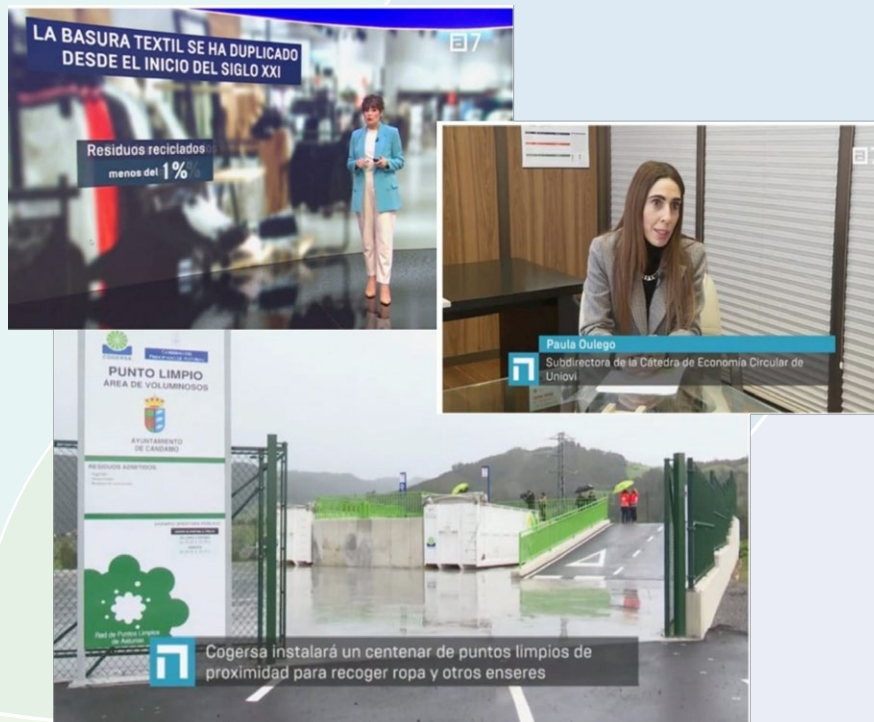 LA BASURA TEXTIL SE HA DUPLICADO
DESDE EL INICIO DEL SIGLO XXI
a7
Residuos reciclados
menos del 1%
a7
Paula Oulego
Subdirectora de la Cátedra de Economía Circular de
Uniovi
COGERSA
PUNTO LIMPIO
ÁREA DE VOLUMINOSOS
AYUNTAMIENTO
DE CANDAMO
RESIDUOS ADMITIDOS
Red de Puntos Limpios
de Asturias
Cogersa instalará un centenar de puntos limpios de
proximidad para recoger ropa y otros enseres